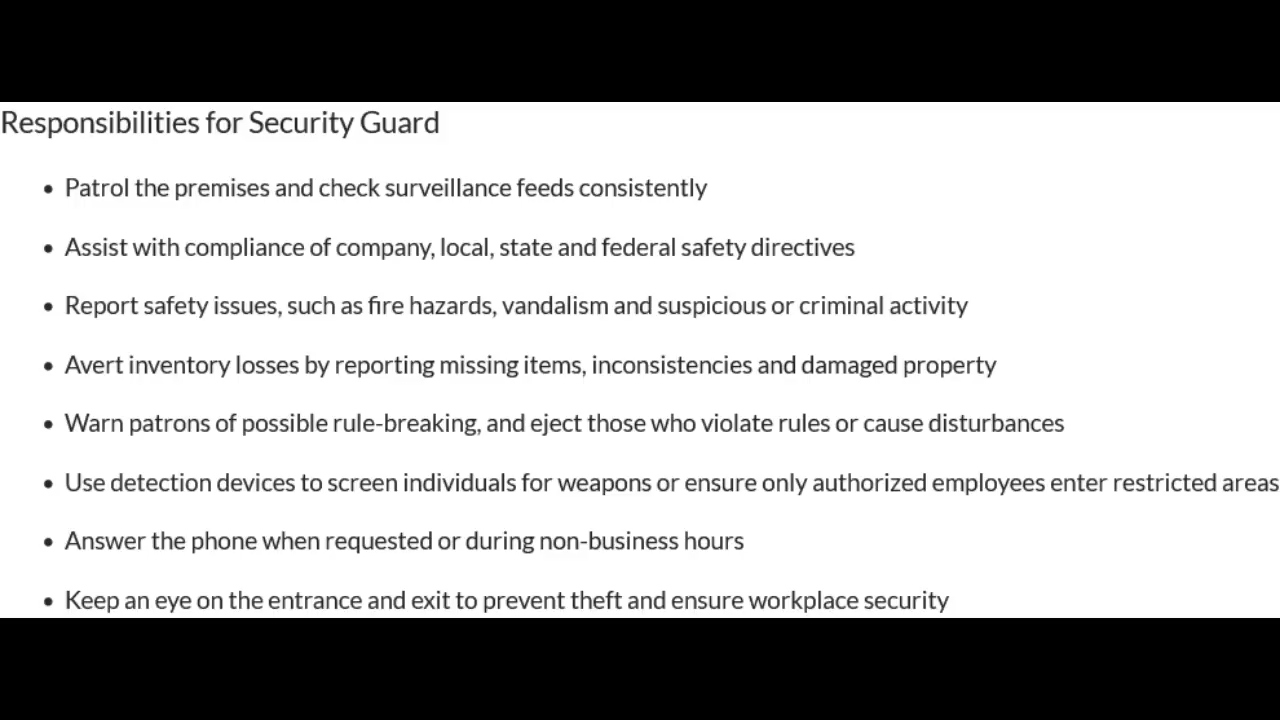 Responsibilities for Security Guard
• Patrol the premises and check surveillance feeds consistently
• Assist with compliance of company, local, state and federal safety directives
• Report safety issues, such as fire hazards, vandalism and suspicious or criminal activity
• Avert inventory losses by reporting missing items, inconsistencies and damaged property
• Warn patrons of possible rule-breaking, and eject those who violate rules or cause disturbances
• Use detection devices to screen individuals for weapons or ensure only authorized employees enter restricted areas
• Answer the phone when requested or during non-business hours
• Keep an eye on the entrance and exit to prevent theft and ensure workplace security